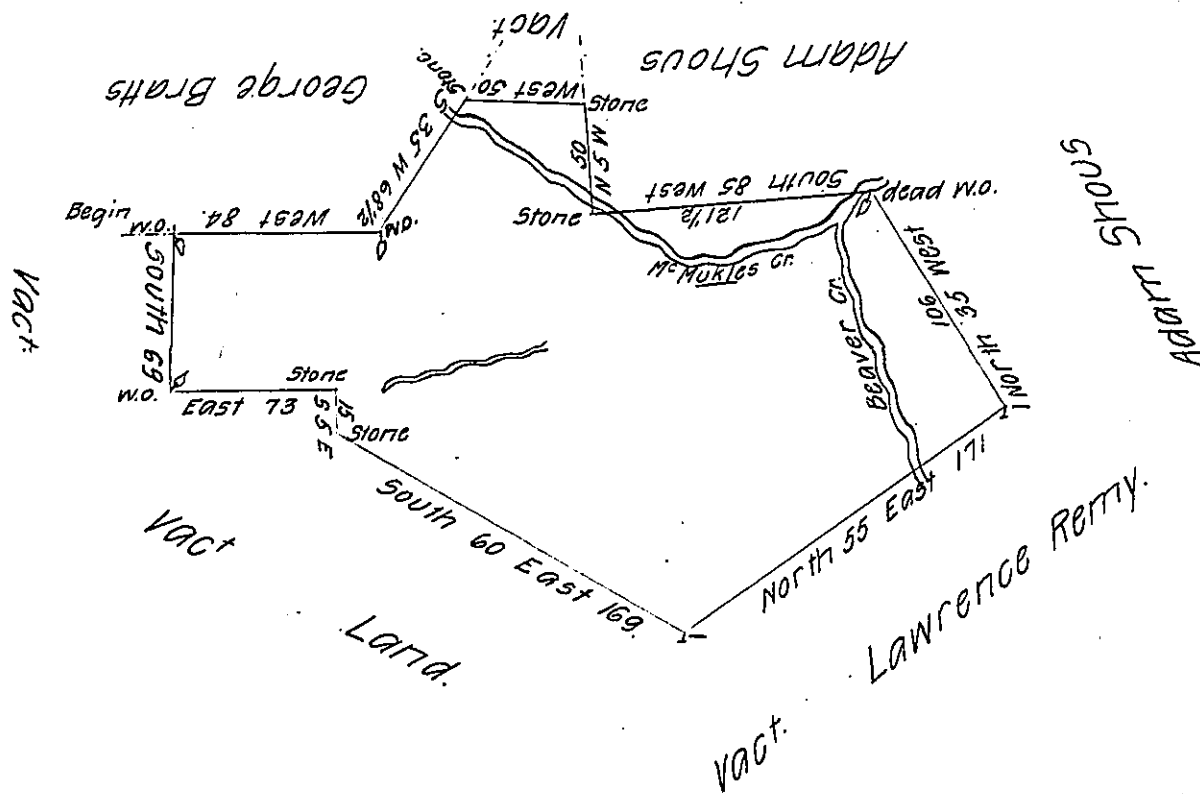 Vact
Adam Shous
George Bratts
Stone.
West 50
Stone
35 W 68 1/2
N 5 W
50
South 85 West
121 1/2
Stone
dead W.O.
Adam Shous
Begin
W.O.
West 84.
W.O.
McMukles Cr.
North 35 West
106
Vact.
South 69
Beaver Cr.
Stone
W.O.
East 73
15
S 5 E
Stone
South 60 East 169.
North 55 East 171
Vact
Land.
Lawrence Remy.
Vact.